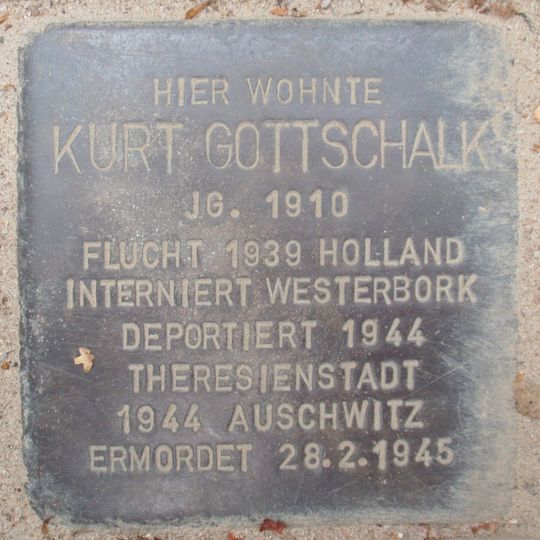 HIER WOHNTE
KURT GOTTSCHALK
JG. 1910
FLUCHT 1939 HOLLAND
INTERNIERT WESTERBORK
DEPORTIERT 1944
THERESIENSTADT
1944 AUSCHWITZ
ERMORDET 28.2.1945